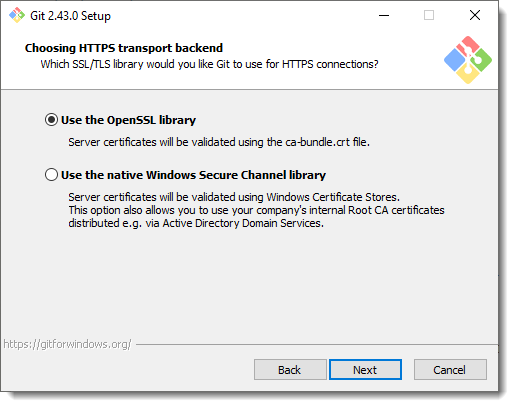 Git 2.43.0 Setup
Choosing HTTPS transport backend
Which SSL/TLS library would you like Git to use for HTTPS connections?
Use the OpenSSL library
Server certificates will be validated using the ca-bundle.crt file.
Use the native Windows Secure Channel library
Server certificates will be validated using Windows Certificate Stores.
This option also allows you to use your company's internal Root CA certificates
distributed e.g. via Active Directory Domain Services.
https://gitforwindows.org/
Back Next Cancel